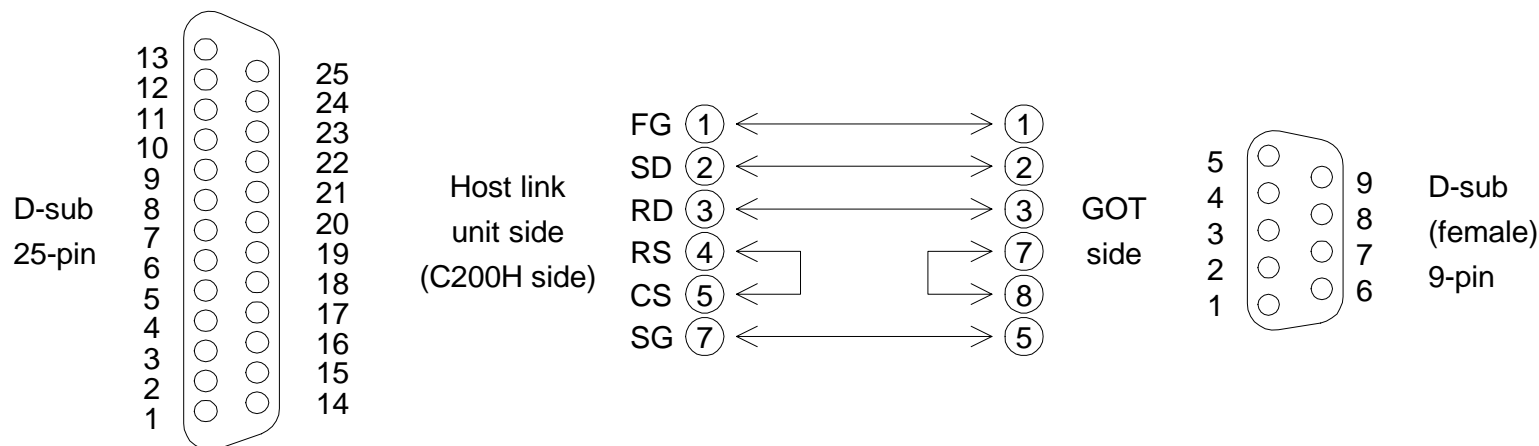 D-sub
25-pin
13
12
11
10
9
8
7
6
5
4
3
2
1
25
24
23
22
21
20
19
18
17
16
15
14
Host link
unit side
(C200H side)
FG 1 1
SD 2 2
RD 3 3
RS 4 7
CS 5 8
SG 7 5
GOT
side
5
4
3
2
1
9
8
7
6
D-sub
(female)
9-pin